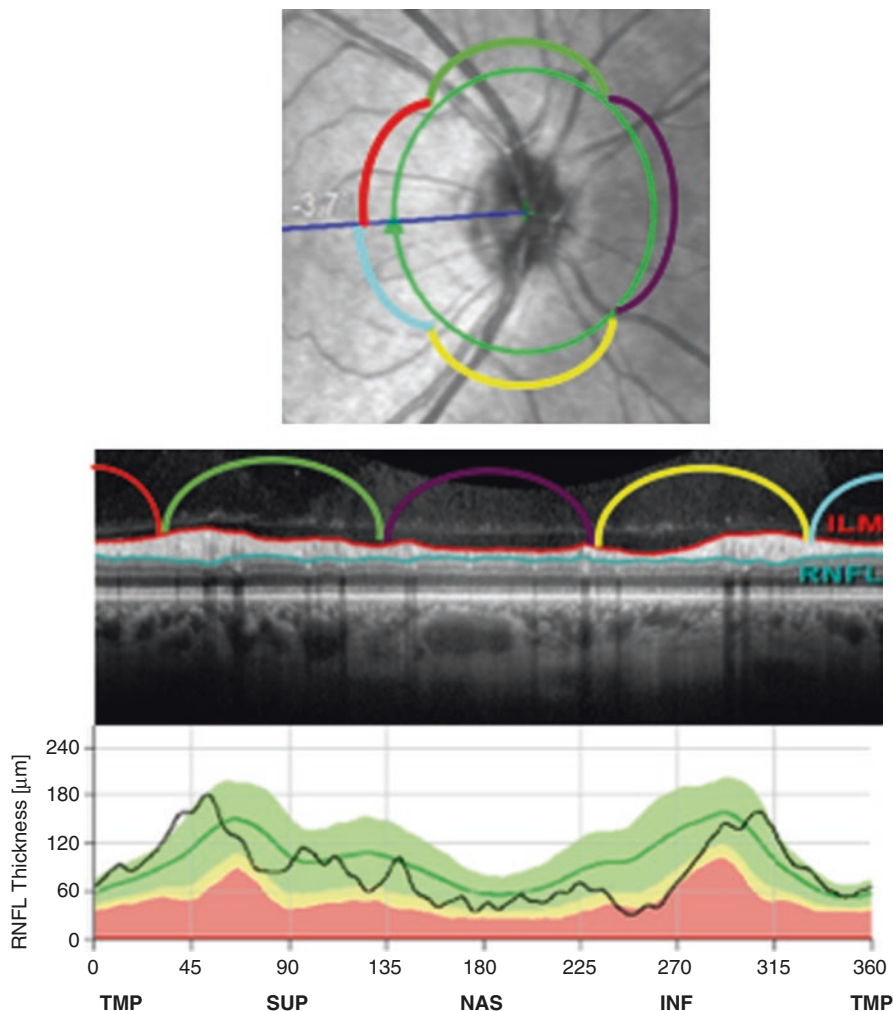 -3.7
ILM
RNFL
RNFL Thickness [µm]
240
180
120
60
0
0 45 90 135 180 225 270 315 360
TMP SUP NAS INF TMP